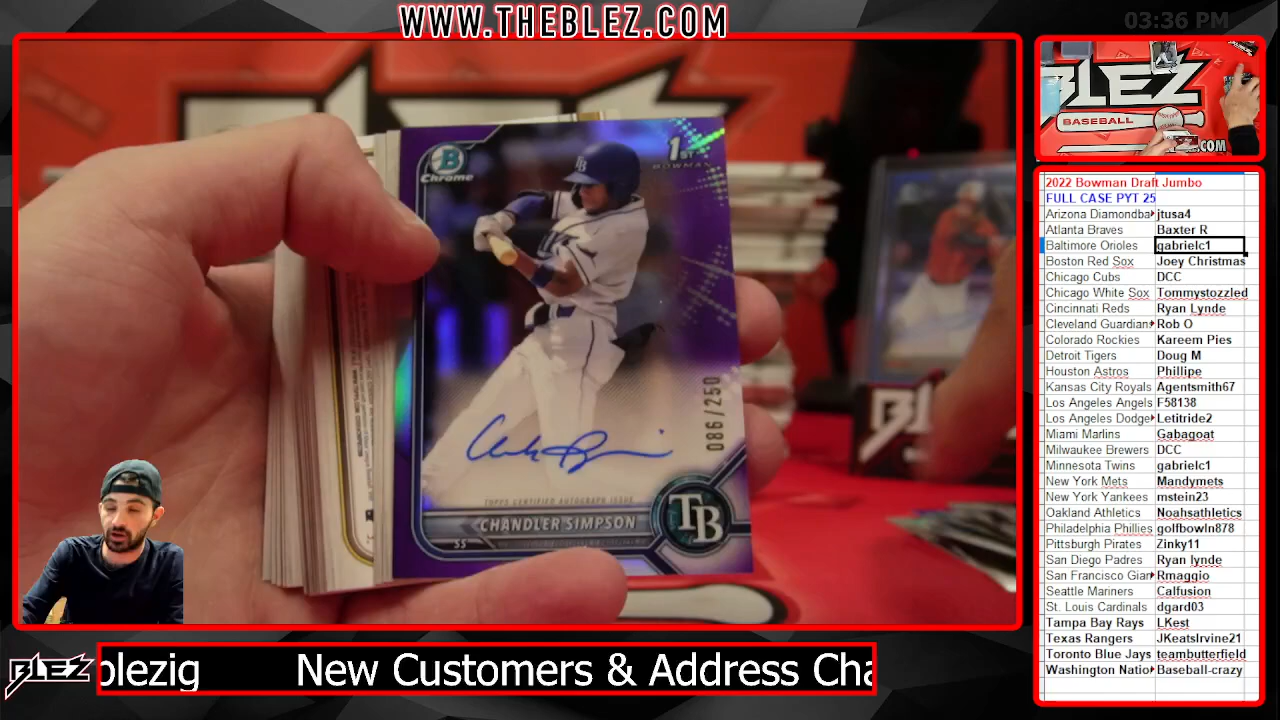 WWW.THEBLEZ.COM
03:36 PM
BLEZ
BASEBALL
.COM
B
Chrome
1ST
BOWMAN
TB
086/250
TOPPS CERTIFIED AUTOGRAPH ISSUE
CHANDLER SIMPSON
SS
TB
2022 Bowman Draft Jumbo
FULL CASE PYT 25
Arizona Diamondba jtusa4
Atlanta Braves Baxter R
Baltimore Orioles gabrielc1
Boston Red Sox Joey Christmas
Chicago Cubs DCC
Chicago White Sox Tommystozzled
Cincinnati Reds Ryan Lynde
Cleveland Guardian Rob O
Colorado Rockies Kareem Pies
Detroit Tigers Doug M
Houston Astros Phillipe
Kansas City Royals Agentsmith67
Los Angeles Angels F58138
Los Angeles Dodge Letitride2
Miami Marlins Gabagoat
Milwaukee Brewers DCC
Minnesota Twins gabrielc1
New York Mets Mandymets
New York Yankees mstein23
Oakland Athletics Noahsathletics
Philadelphia Phillies golfbowln878
Pittsburgh Pirates Zinky11
San Diego Padres Ryan lynde
San Francisco Gian Rmaggio
Seattle Mariners Calfusion
St. Louis Cardinals dgard03
Tampa Bay Rays LKest
Texas Rangers JKeatsIrvine21
Toronto Blue Jays teambutterfield
Washington Natio Baseball-crazy
BLEZ
blezig New Customers & Address Cha